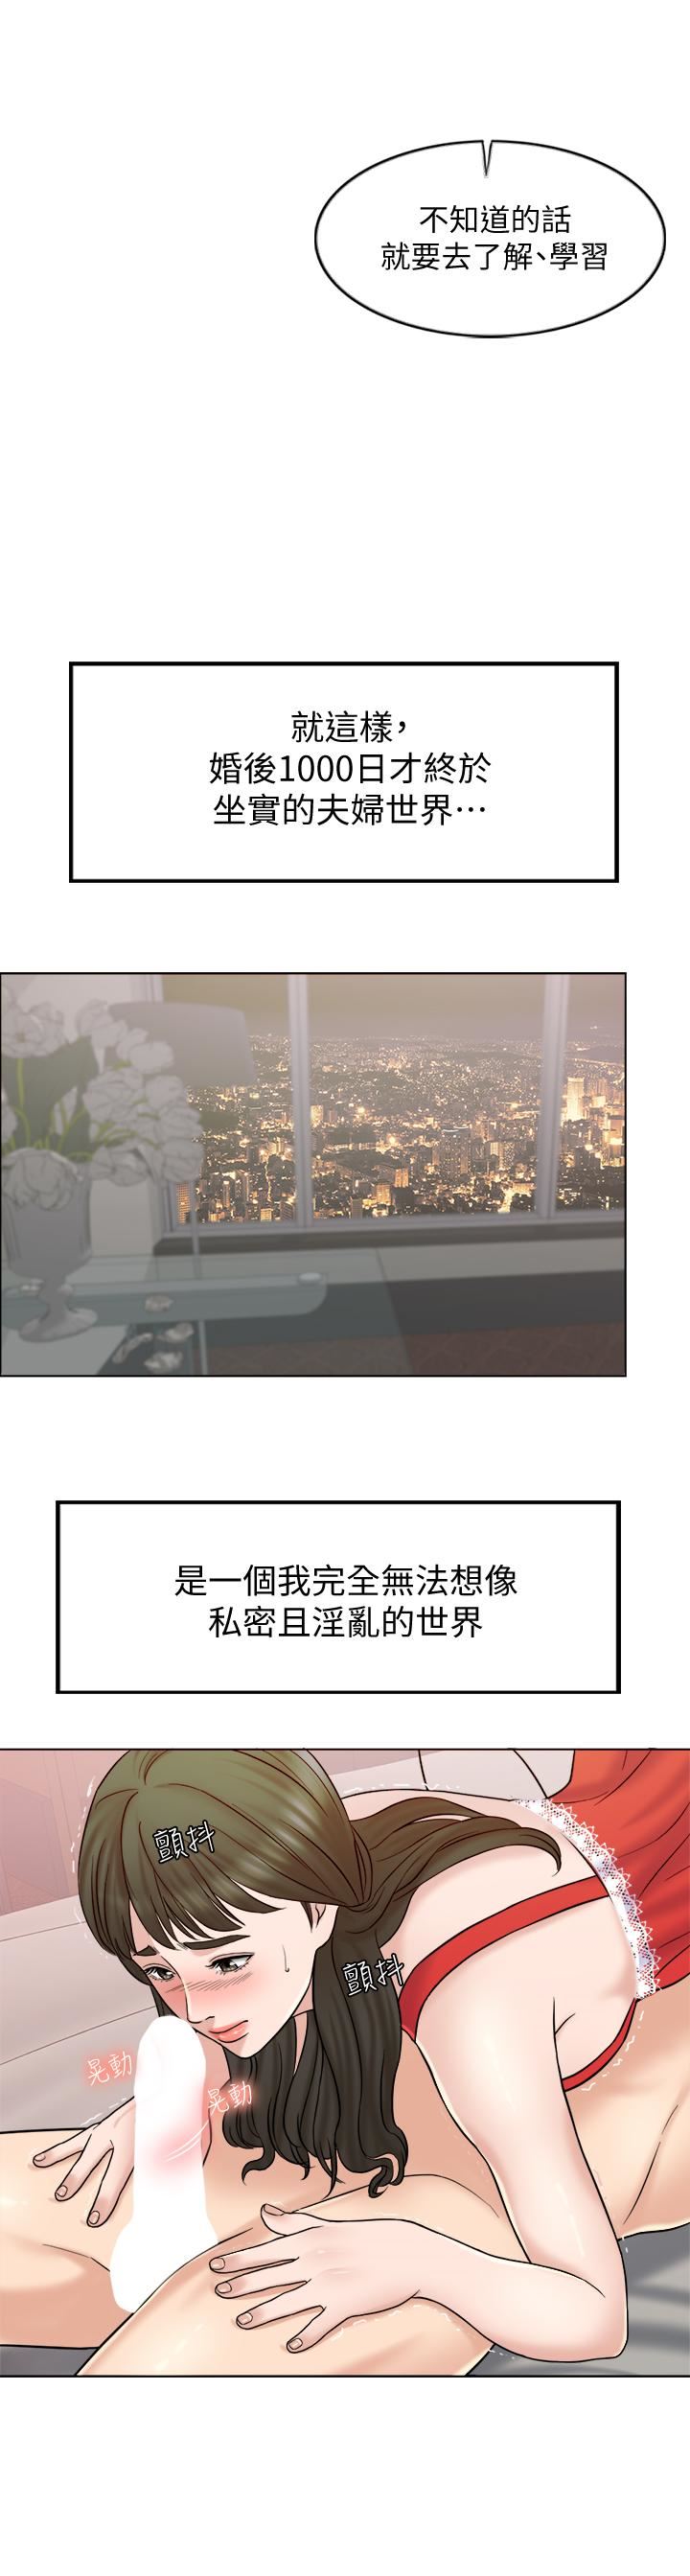 不知道的話
就要去了解、學習
就這樣，
婚後1000日才終於
坐實的夫婦世界⋯
是一個我完全無法想像
私密且淫亂的世界
顫抖
顫抖
晃動
晃動